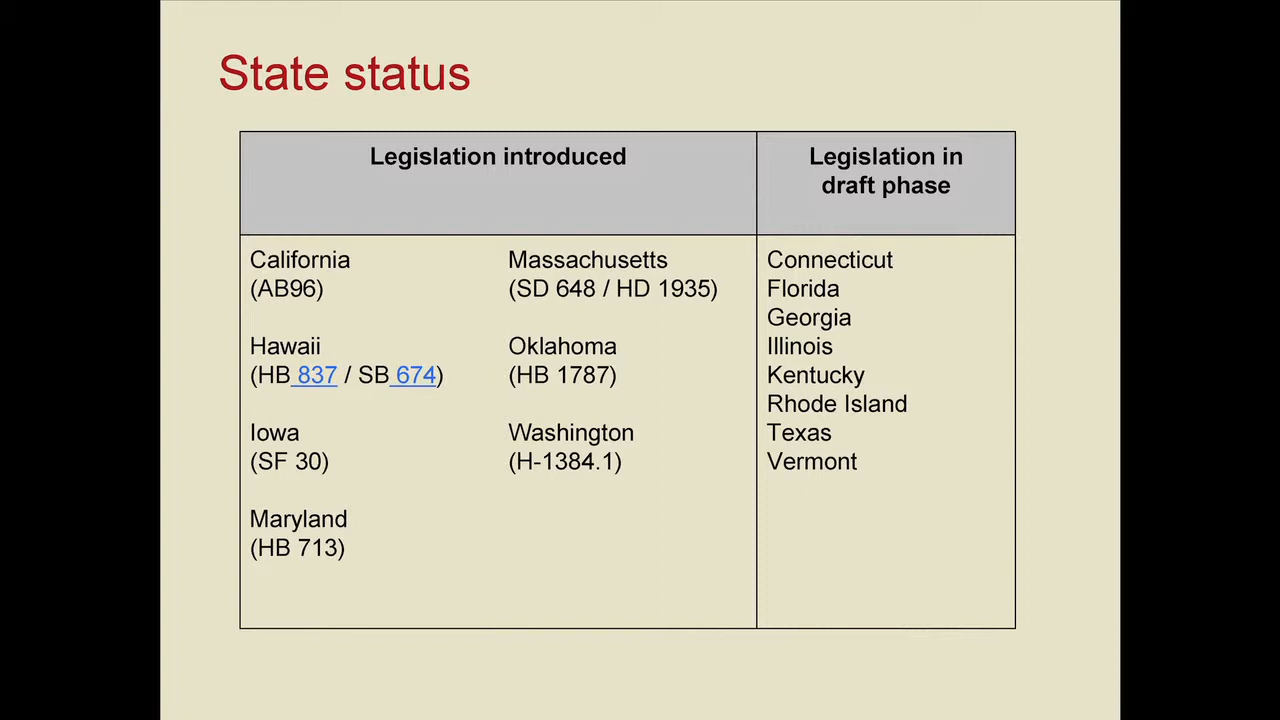 State status
Legislation introduced
Legislation in
draft phase
California
(AB96)
Hawaii
(HB 837 / SB 674)
Iowa
(SF 30)
Maryland
(HB 713)
Massachusetts
(SD 648 / HD 1935)
Oklahoma
(HB 1787)
Washington
(H-1384.1)
Connecticut
Florida
Georgia
Illinois
Kentucky
Rhode Island
Texas
Vermont